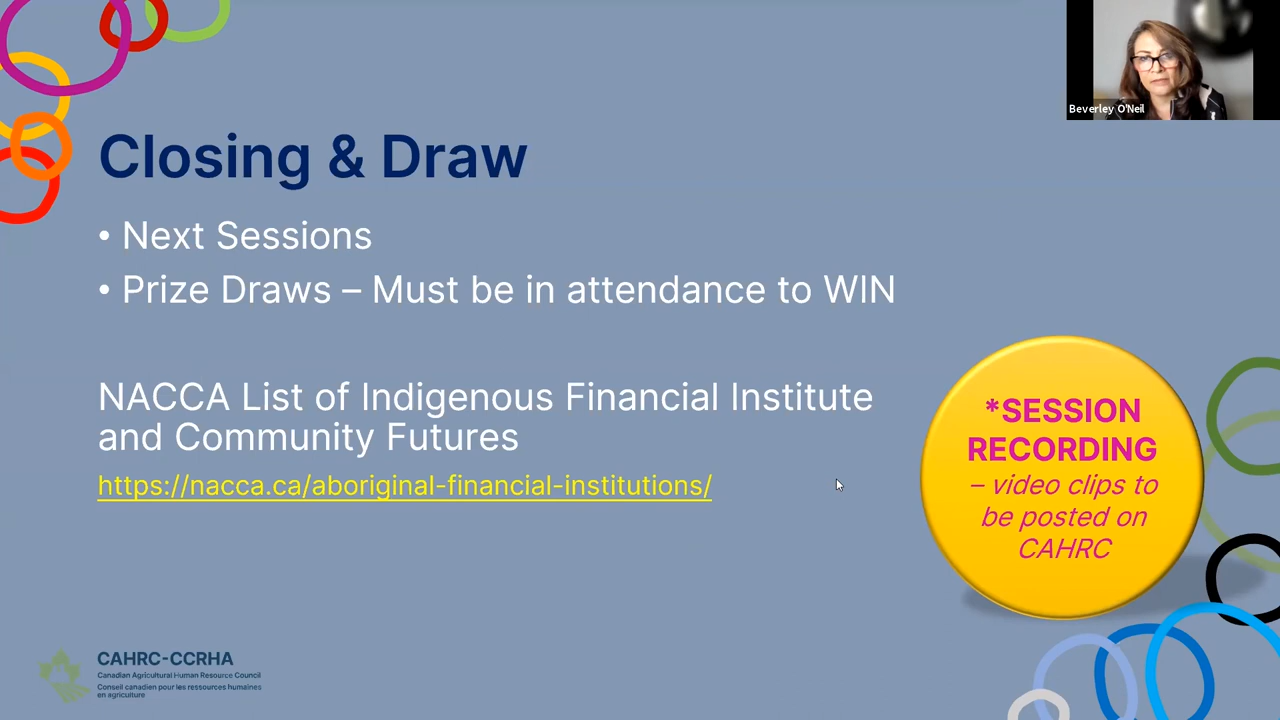 Beverley O'Neil
Closing & Draw
• Next Sessions
• Prize Draws – Must be in attendance to WIN
NACCA List of Indigenous Financial Institute
and Community Futures
https://nacca.ca/aboriginal-financial-institutions/
*SESSION
RECORDING
– video clips to
be posted on
CAHRC
CAHRC-CCRHA
Canadian Agricultural Human Resource Council
Conseil canadien pour les ressources humaines
en agriculture